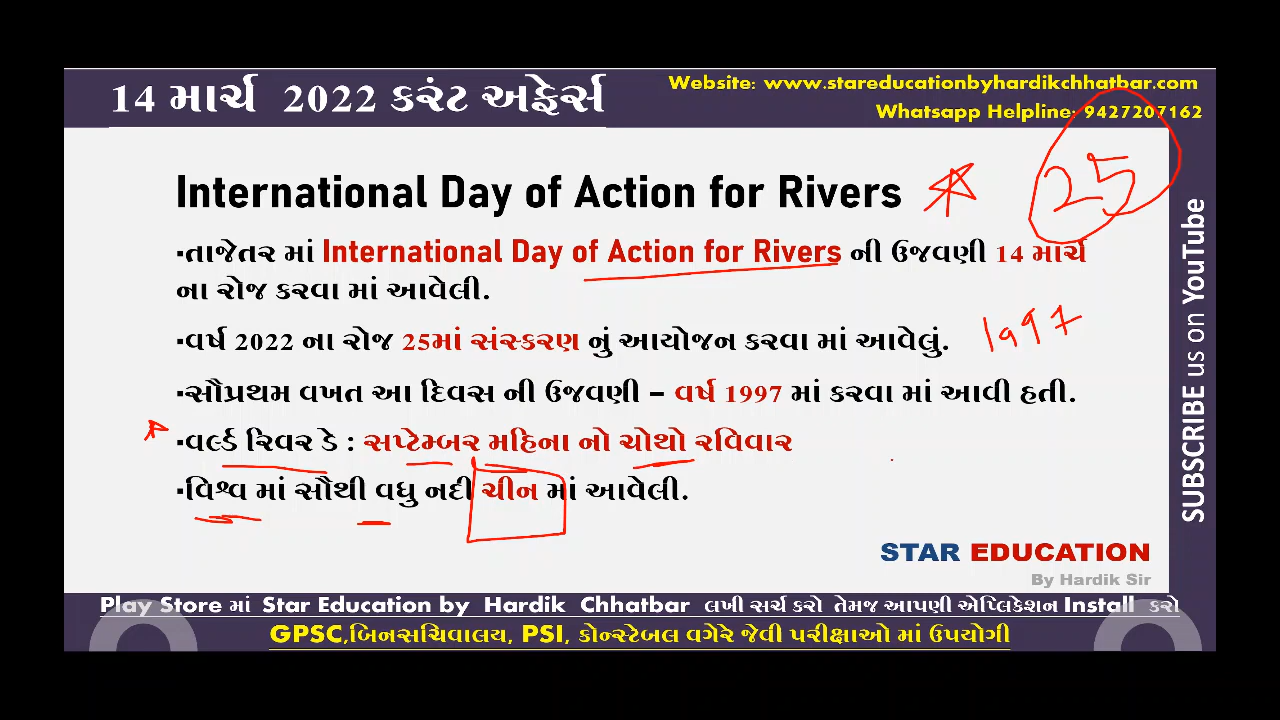 14 માર્ચ 2022 કરંટ અફેર્સ
Website: www.stareducationbyhardikchhatbar.com
Whatsapp Helpline: 9427207162
25
International Day of Action for Rivers
▪તાજેતર માં International Day of Action for Rivers ની ઉજવણી 14 માર્ચ
ના રોજ કરવા માં આવેલી.
▪વર્ષ 2022 ના રોજ 25માં સંસ્કરણ નું આયોજન કરવા માં આવેલું.
1997
▪સૌપ્રથમ વખત આ દિવસ ની ઉજવણી – વર્ષ 1997 માં કરવા માં આવી હતી.
▪વર્લ્ડ રિવર ડે : સપ્ટેમ્બર મહિના નો ચોથો રવિવાર
▪વિશ્વ માં સૌથી વધુ નદી ચીન માં આવેલી.
SUBSCRIBE us on YouTube
STAR EDUCATION
By Hardik Sir
Play Store માં Star Education by Hardik Chhatbar લખી સર્ચ કરો તેમજ આપણી એપ્લિકેશન Install કરો
GPSC,બિનસચિવાલય, PSI, કોન્સ્ટેબલ વગેરે જેવી પરીક્ષાઓ માં ઉપયોગી